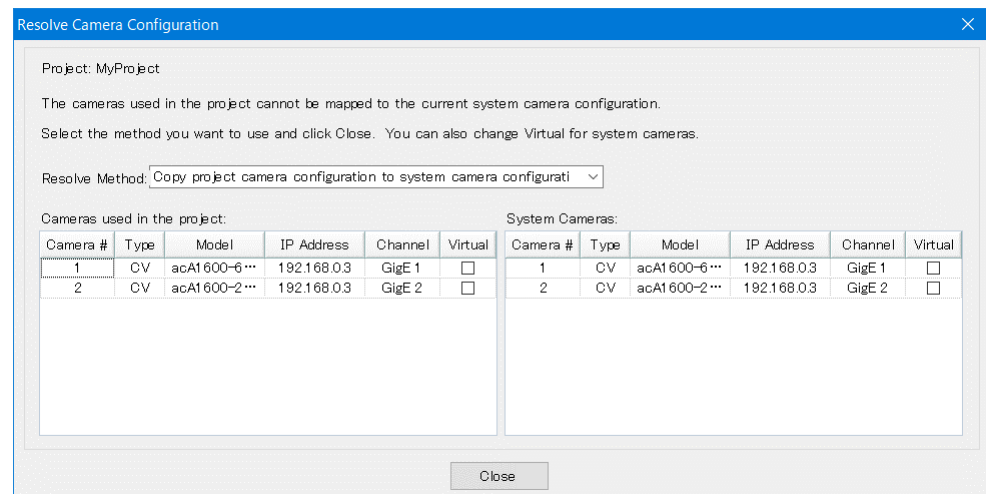 Resolve Camera Configuration
Project: MyProject
The cameras used in the project cannot be mapped to the current system camera configuration.
Select the method you want to use and click Close. You can also change Virtual for system cameras.
Resolve Method: Copy project camera configuration to system camera configurati
Cameras used in the project:
Camera # Type Model IP Address Channel Virtual
1 CV acA1600-6··· 192.168.0.3 GigE 1
2 CV acA1600-2··· 192.168.0.3 GigE 2
System Cameras:
Camera # Type Model IP Address Channel Virtual
1 CV acA1600-6··· 192.168.0.3 GigE 1
2 CV acA1600-2··· 192.168.0.3 GigE 2
Close